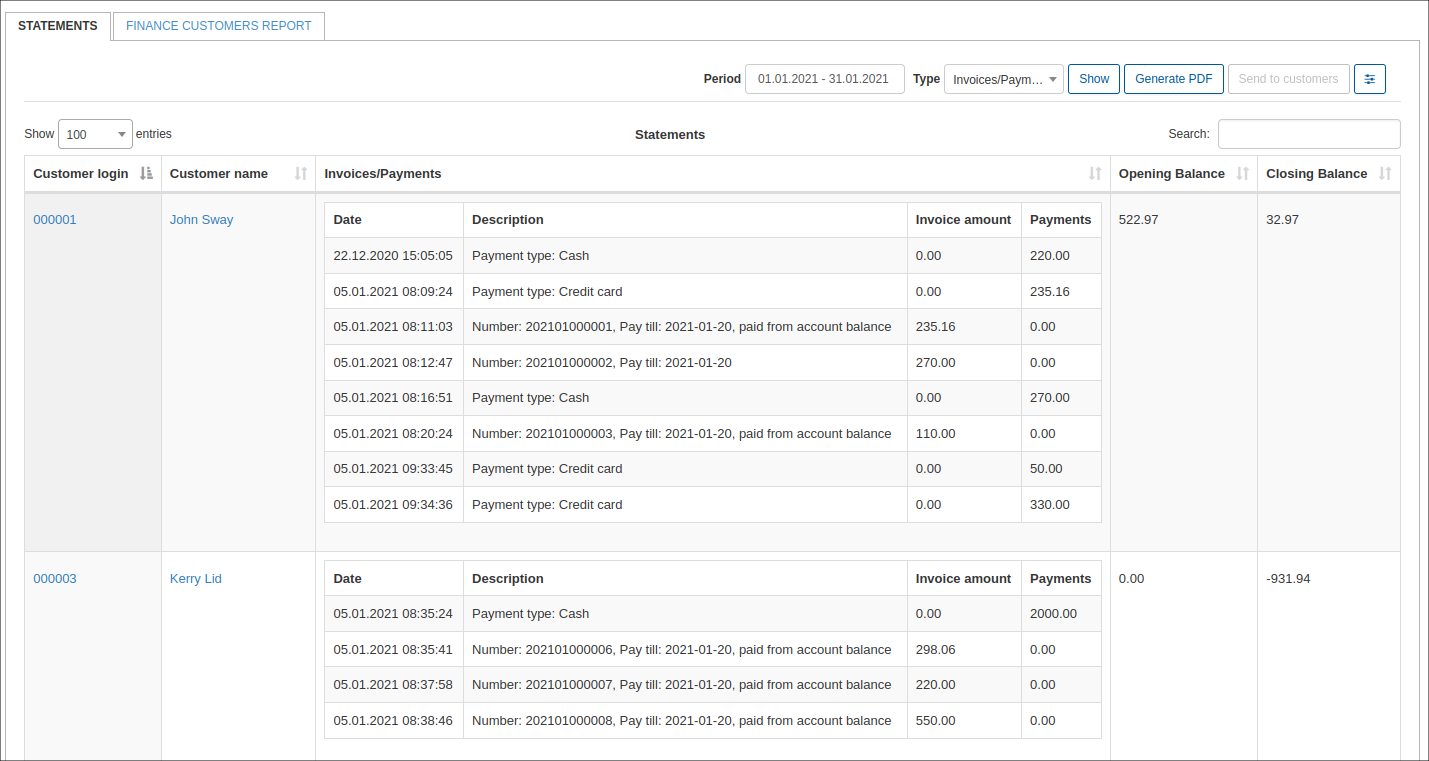 STATEMENTS FINANCE CUSTOMERS REPORT
Period 01.01.2021 - 31.01.2021 Type Invoices/Paym... Show Generate PDF Send to customers
Show 100 entries Statements Search:
Customer login Customer name Invoices/Payments Opening Balance Closing Balance
000001 John Sway Date Description Invoice amount Payments 522.97 32.97
22.12.2020 15:05:05 Payment type: Cash 0.00 220.00
05.01.2021 08:09:24 Payment type: Credit card 0.00 235.16
05.01.2021 08:11:03 Number: 202101000001, Pay till: 2021-01-20, paid from account balance 235.16 0.00
05.01.2021 08:12:47 Number: 202101000002, Pay till: 2021-01-20 270.00 0.00
05.01.2021 08:16:51 Payment type: Cash 0.00 270.00
05.01.2021 08:20:24 Number: 202101000003, Pay till: 2021-01-20, paid from account balance 110.00 0.00
05.01.2021 09:33:45 Payment type: Credit card 0.00 50.00
05.01.2021 09:34:36 Payment type: Credit card 0.00 330.00
000003 Kerry Lid Date Description Invoice amount Payments 0.00 -931.94
05.01.2021 08:35:24 Payment type: Cash 0.00 2000.00
05.01.2021 08:35:41 Number: 202101000006, Pay till: 2021-01-20, paid from account balance 298.06 0.00
05.01.2021 08:37:58 Number: 202101000007, Pay till: 2021-01-20, paid from account balance 220.00 0.00
05.01.2021 08:38:46 Number: 202101000008, Pay till: 2021-01-20, paid from account balance 550.00 0.00